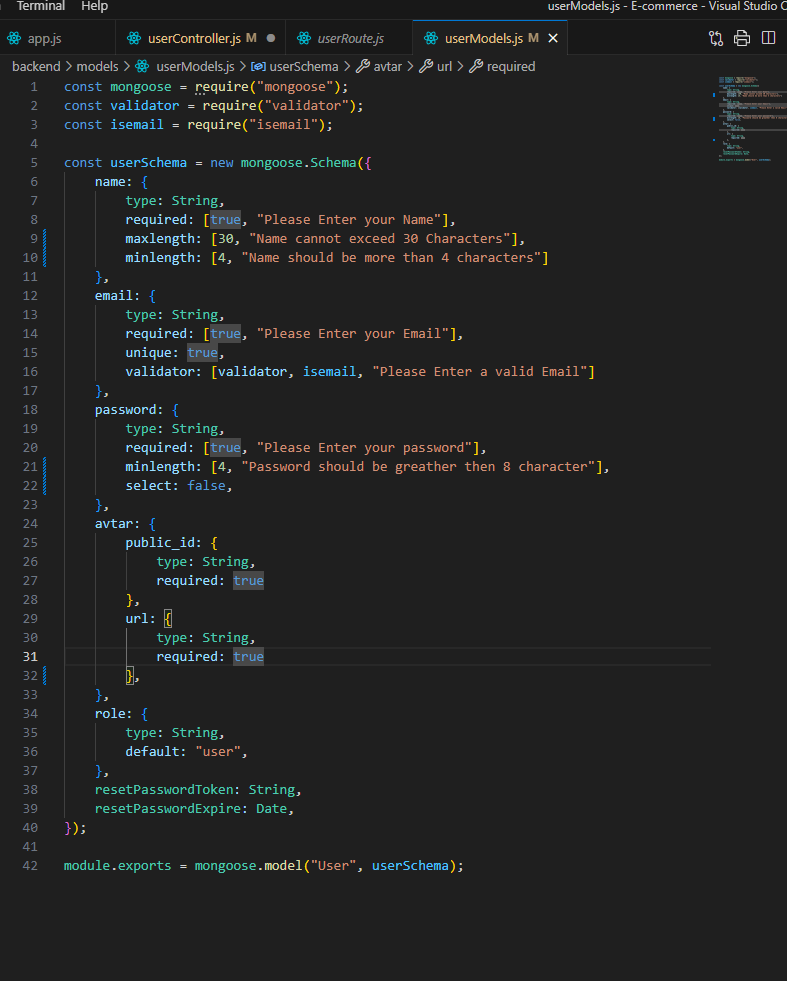 Terminal Help userModels.js - E-commerce - Visual Studio C
app.js userController.js M userRoute.js userModels.js M
backend > models > userModels.js > userSchema > avtar > url > required
1 const mongoose = require("mongoose");
2 const validator = require("validator");
3 const isemail = require("isemail");
4
5 const userSchema = new mongoose.Schema({
6 name: {
7 type: String,
8 required: [true, "Please Enter your Name"],
9 maxlength: [30, "Name cannot exceed 30 Characters"],
10 minlength: [4, "Name should be more than 4 characters"]
11 },
12 email: {
13 type: String,
14 required: [true, "Please Enter your Email"],
15 unique: true,
16 validator: [validator, isemail, "Please Enter a valid Email"]
17 },
18 password: {
19 type: String,
20 required: [true, "Please Enter your password"],
21 minlength: [4, "Password should be greather then 8 character"],
22 select: false,
23 },
24 avtar: {
25 public_id: {
26 type: String,
27 required: true
28 },
29 url: {
30 type: String,
31 required: true
32 },
33 },
34 role: {
35 type: String,
36 default: "user",
37 },
38 resetPasswordToken: String,
39 resetPasswordExpire: Date,
40 });
41
42 module.exports = mongoose.model("User", userSchema);